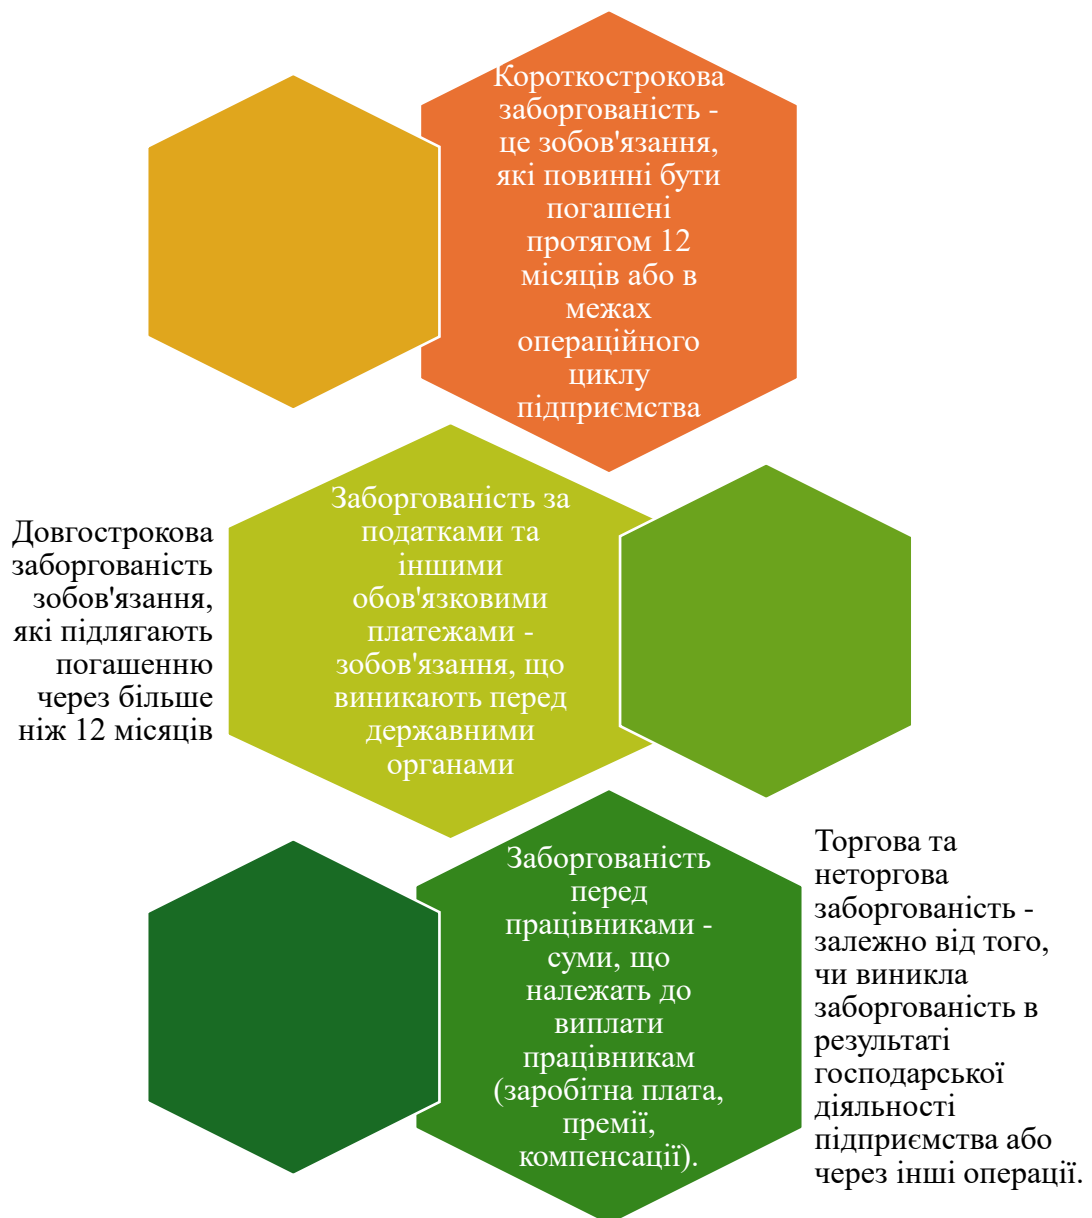 Короткострокова
заборгованість -
це зобов'язання,
які повинні бути
погашені
протягом 12
місяців або в
межах
операційного
циклу
підприємства
Довгострокова
заборгованість
зобов'язання,
які підлягають
погашенню
через більше
ніж 12 місяців
Заборгованість за
податками та
іншими
обов'язковими
платежами -
зобов'язання, що
виникають перед
державними
органами
Заборгованість
перед
працівниками -
суми, що
належать до
виплати
працівникам
(заробітна плата,
премії,
компенсації).
Торгова та
неторгова
заборгованість -
залежно від того,
чи виникла
заборгованість в
результаті
господарської
діяльності
підприємства або
через інші операції.